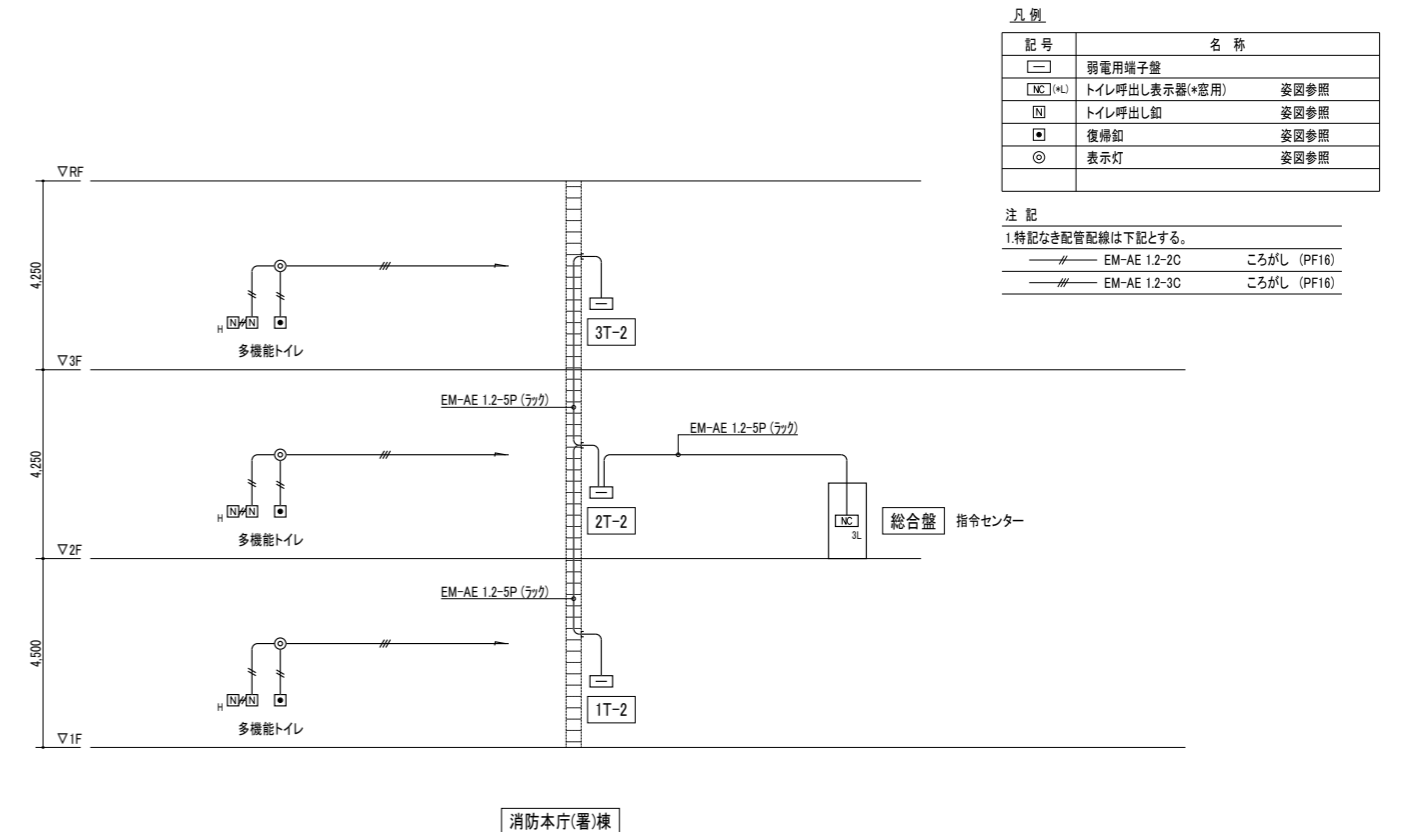 凡 例
記 号 名 称
弱電用端子盤
NC (*L) トイレ呼出し表示器(*窓用) 姿図参照
N トイレ呼出し釦 姿図参照
復帰釦 姿図参照
表示灯 姿図参照
注 記
1.特記なき配管配線は下記とする。
EM-AE 1.2-2C ころがし (PF16)
EM-AE 1.2-3C ころがし (PF16)
▽RF
4,250
H N N
多機能トイレ
3T-2
▽3F
EM-AE 1.2-5P (ラック)
EM-AE 1.2-5P (ラック)
4,250
H N N
多機能トイレ
2T-2
NC
3L
総合盤 指令センター
▽2F
EM-AE 1.2-5P (ラック)
4,500
H N N
多機能トイレ
1T-2
▽1F
消防本庁(署)棟